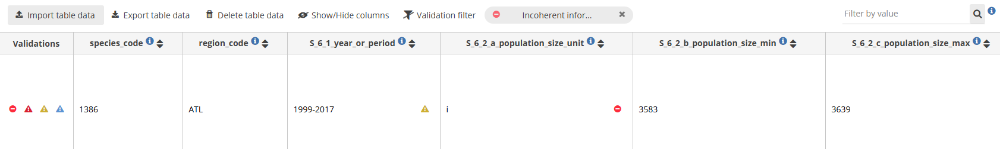 Import table data Export table data Delete table data Show/Hide columns Validation filter Incoherent infor... Filter by value
Validations species_code region_code S_6_1_year_or_period S_6_2_a_population_size_unit S_6_2_b_population_size_min S_6_2_c_population_size_max
1386 ATL 1999-2017 i 3583 3639